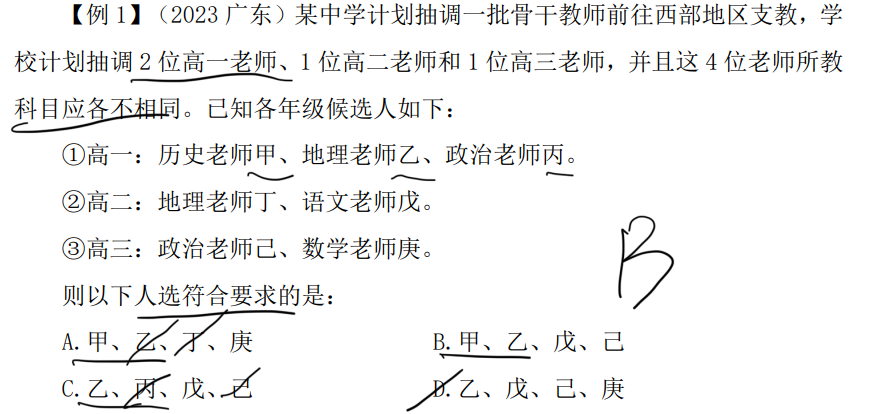 【例 1】（2023 广东）某中学计划抽调一批骨干教师前往西部地区支教，学
校计划抽调 2 位高一老师、1 位高二老师和 1 位高三老师，并且这 4 位老师所教
科目应各不相同。已知各年级候选人如下：
①高一：历史老师甲、地理老师乙、政治老师丙。
②高二：地理老师丁、语文老师戊。
③高三：政治老师己、数学老师庚。
B
则以下人选符合要求的是：
A.甲、乙、丁、庚 B.甲、乙、戊、己
C.乙、丙、戊、己 D.乙、戊、己、庚